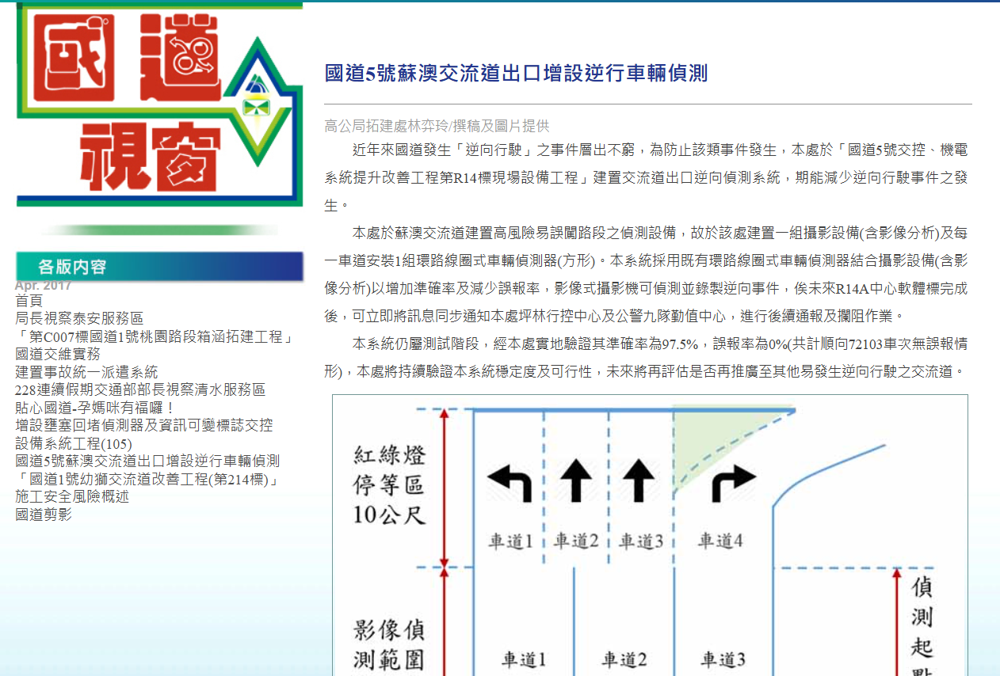 國道
視窗
各版內容
Apr. 2017
首頁
局長視察泰安服務區
「第C007標國道1號桃園路段箱涵拓建工程」
國道交維實務
建置事故統一派遣系統
228連續假期交通部部長視察清水服務區
貼心國道-孕媽咪有福囉！
增設壅塞回堵偵測器及資訊可變標誌交控
設備系統工程(105)
國道5號蘇澳交流道出口增設逆行車輛偵測
「國道1號幼獅交流道改善工程(第214標)」
施工安全風險概述
國道剪影
國道5號蘇澳交流道出口增設逆行車輛偵測
高公局拓建處林弈玲/撰稿及圖片提供
近年來國道發生「逆向行駛」之事件層出不窮，為防止該類事件發生，本處於「國道5號交控、機電
系統提升改善工程第R14標現場設備工程」建置交流道出口逆向偵測系統，期能減少逆向行駛事件之發
生。
本處於蘇澳交流道建置高風險易誤闖路段之偵測設備，故於該處建置一組攝影設備(含影像分析)及每
一車道安裝1組環路線圈式車輛偵測器(方形)。本系統採用既有環路線圈式車輛偵測器結合攝影設備(含影
像分析)以增加準確率及減少誤報率，影像式攝影機可偵測並錄製逆向事件，俟未來R14A中心軟體標完成
後，可立即將訊息同步通知本處坪林行控中心及公警九隊勤值中心，進行後續通報及攔阻作業。
本系統仍屬測試階段，經本處實地驗證其準確率為97.5%，誤報率為0%(共計順向72103車次無誤報情
形)，本處將持續驗證本系統穩定度及可行性，未來將再評估是否再推廣至其他易發生逆向行駛之交流道。
紅綠燈
停等區
10公尺
車道1 車道2 車道3 車道4
影像偵
測範圍
車道1 車道2 車道3
偵
測
起
點